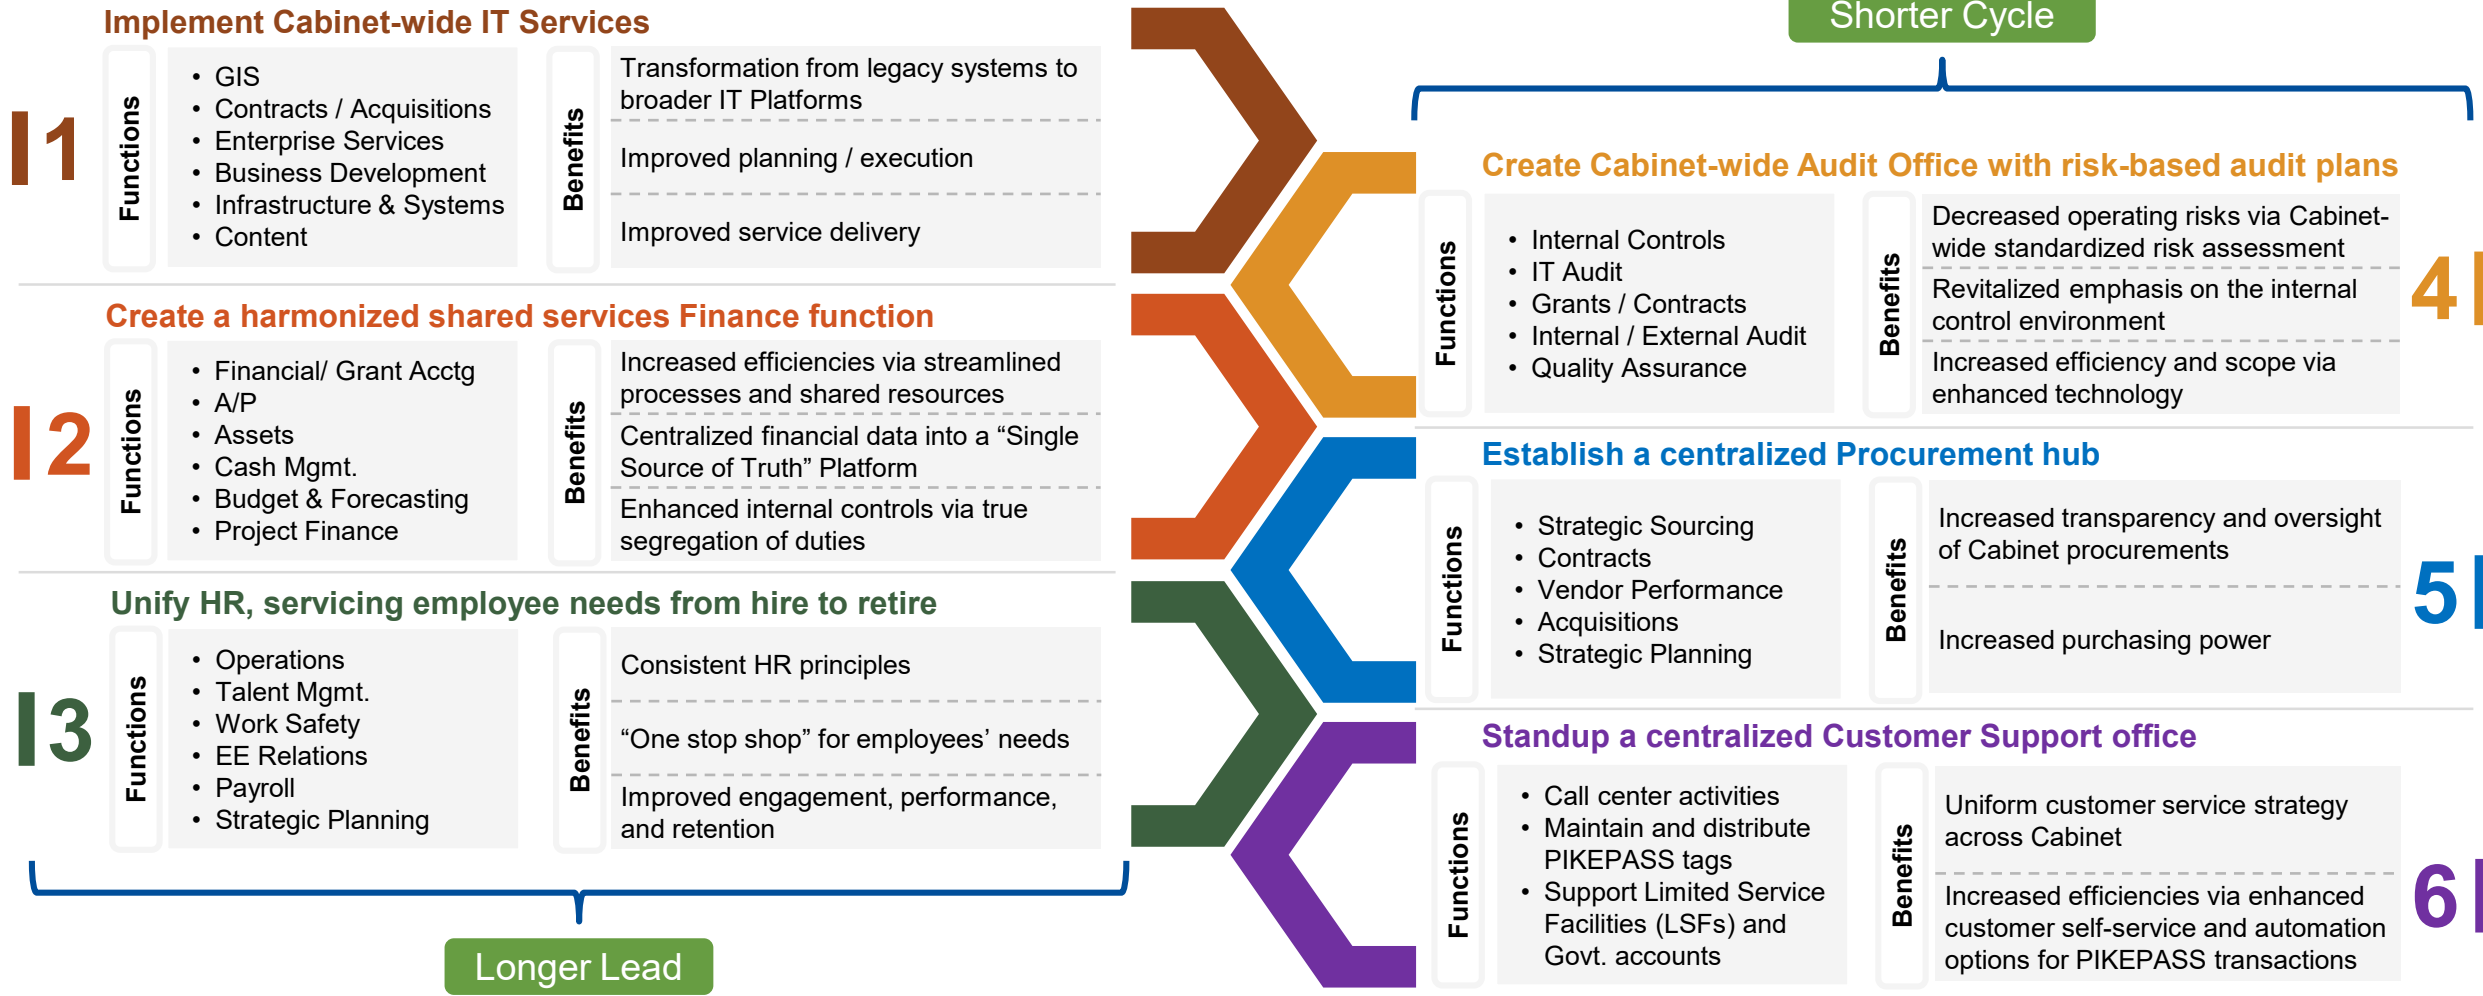 Implement Cabinet-wide IT Services
1
Functions
• GIS
• Contracts / Acquisitions
• Enterprise Services
• Business Development
• Infrastructure & Systems
• Content
Benefits
Transformation from legacy systems to
broader IT Platforms
Improved planning / execution
Improved service delivery
Create a harmonized shared services Finance function
2
Functions
• Financial/ Grant Acctg
• A/P
• Assets
• Cash Mgmt.
• Budget & Forecasting
• Project Finance
Benefits
Increased efficiencies via streamlined
processes and shared resources
Centralized financial data into a “Single
Source of Truth” Platform
Enhanced internal controls via true
segregation of duties
Unify HR, servicing employee needs from hire to retire
3
Functions
• Operations
• Talent Mgmt.
• Work Safety
• EE Relations
• Payroll
• Strategic Planning
Benefits
Consistent HR principles
“One stop shop” for employees’ needs
Improved engagement, performance,
and retention
Longer Lead
Shorter Cycle
Create Cabinet-wide Audit Office with risk-based audit plans
Functions
• Internal Controls
• IT Audit
• Grants / Contracts
• Internal / External Audit
• Quality Assurance
Benefits
Decreased operating risks via Cabinet-
wide standardized risk assessment
Revitalized emphasis on the internal
control environment
Increased efficiency and scope via
enhanced technology
4
Establish a centralized Procurement hub
Functions
• Strategic Sourcing
• Contracts
• Vendor Performance
• Acquisitions
• Strategic Planning
Benefits
Increased transparency and oversight
of Cabinet procurements
Increased purchasing power
5
Standup a centralized Customer Support office
Functions
• Call center activities
• Maintain and distribute
PIKEPASS tags
• Support Limited Service
Facilities (LSFs) and
Govt. accounts
Benefits
Uniform customer service strategy
across Cabinet
Increased efficiencies via enhanced
customer self-service and automation
options for PIKEPASS transactions
6